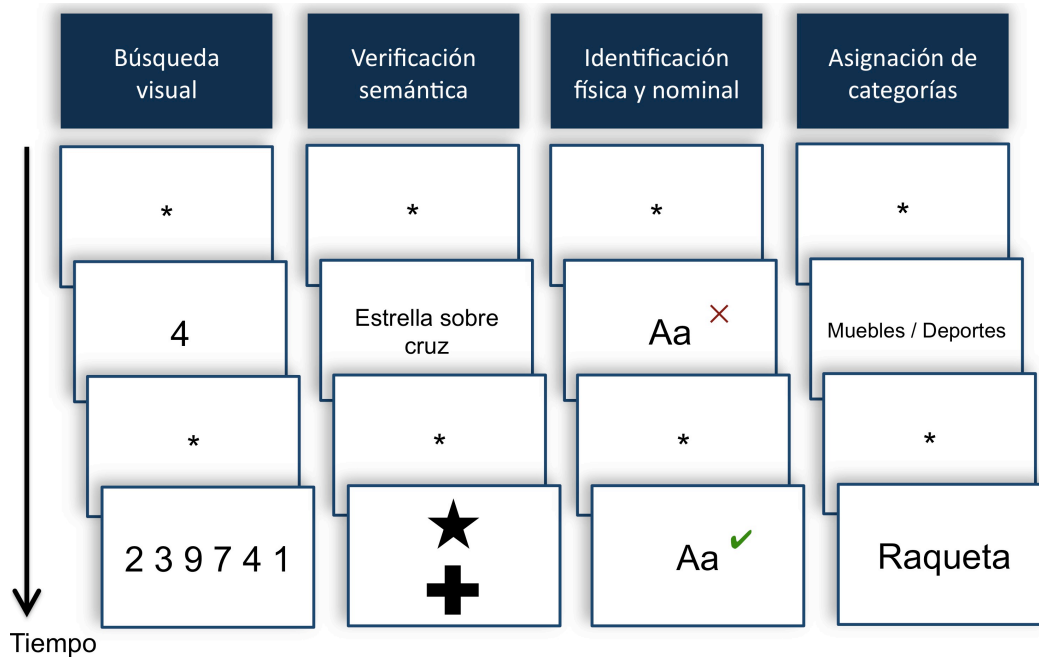 Búsqueda
visual
Verificación
semántica
Identificación
física y nominal
Asignación de
categorías
*
*
*
*
4
Estrella sobre
cruz
Aa
Muebles / Deportes
*
*
*
*
2 3 9 7 4 1
Aa
Raqueta
Tiempo